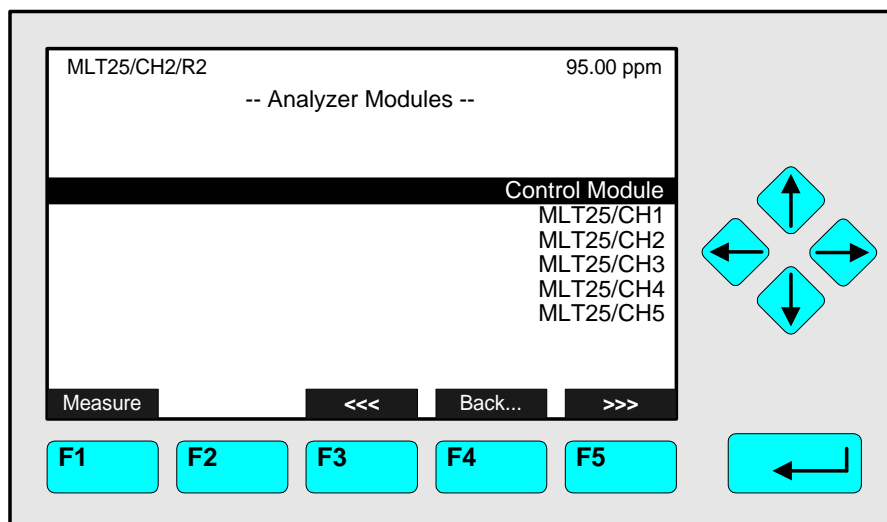 MLT25/CH2/R2 95.00 ppm
-- Analyzer Modules --
Control Module
MLT25/CH1
MLT25/CH2
MLT25/CH3
MLT25/CH4
MLT25/CH5
Measure <<< Back... >>>
F1 F2 F3 F4 F5